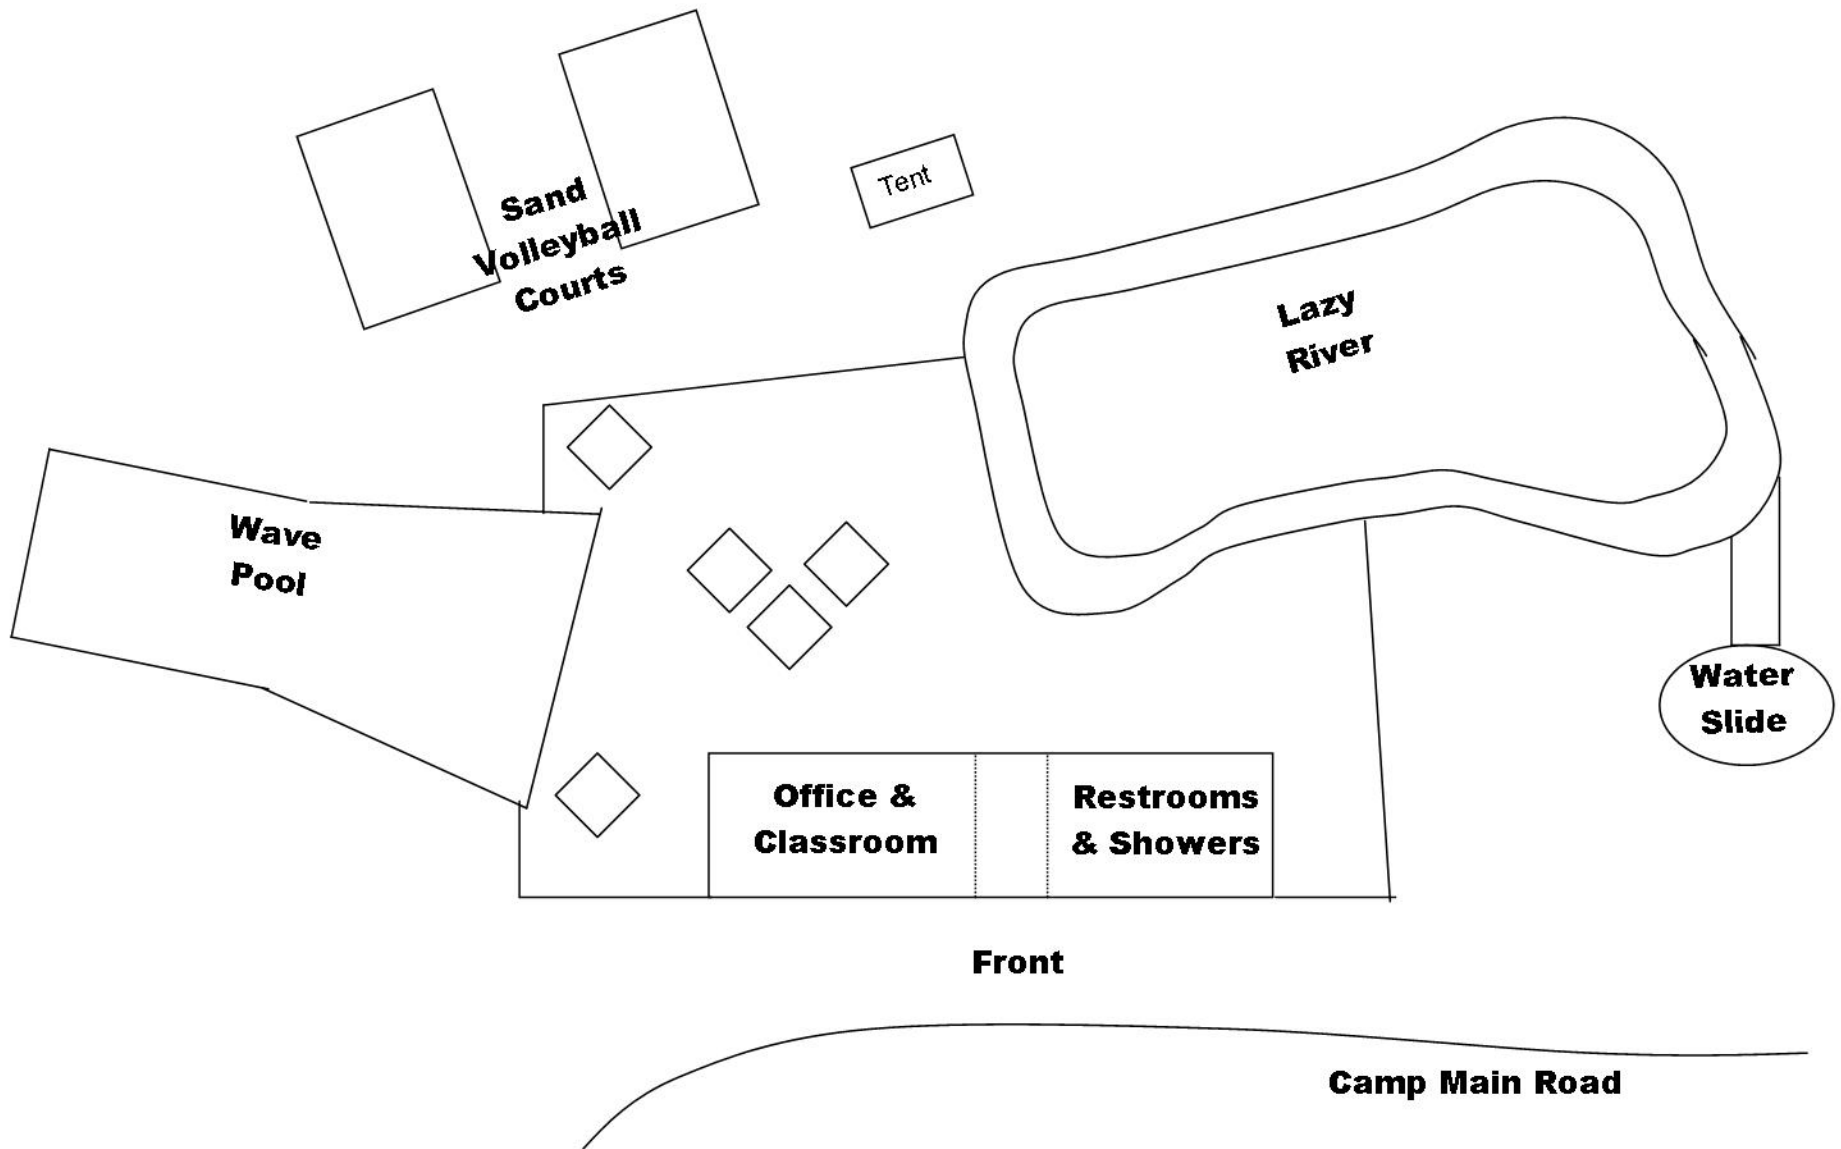 Sand
Volleyball
Courts
Tent
Lazy
River
Wave
Pool
Water
Slide
Office &
Classroom
Restrooms
& Showers
Front
Camp Main Road